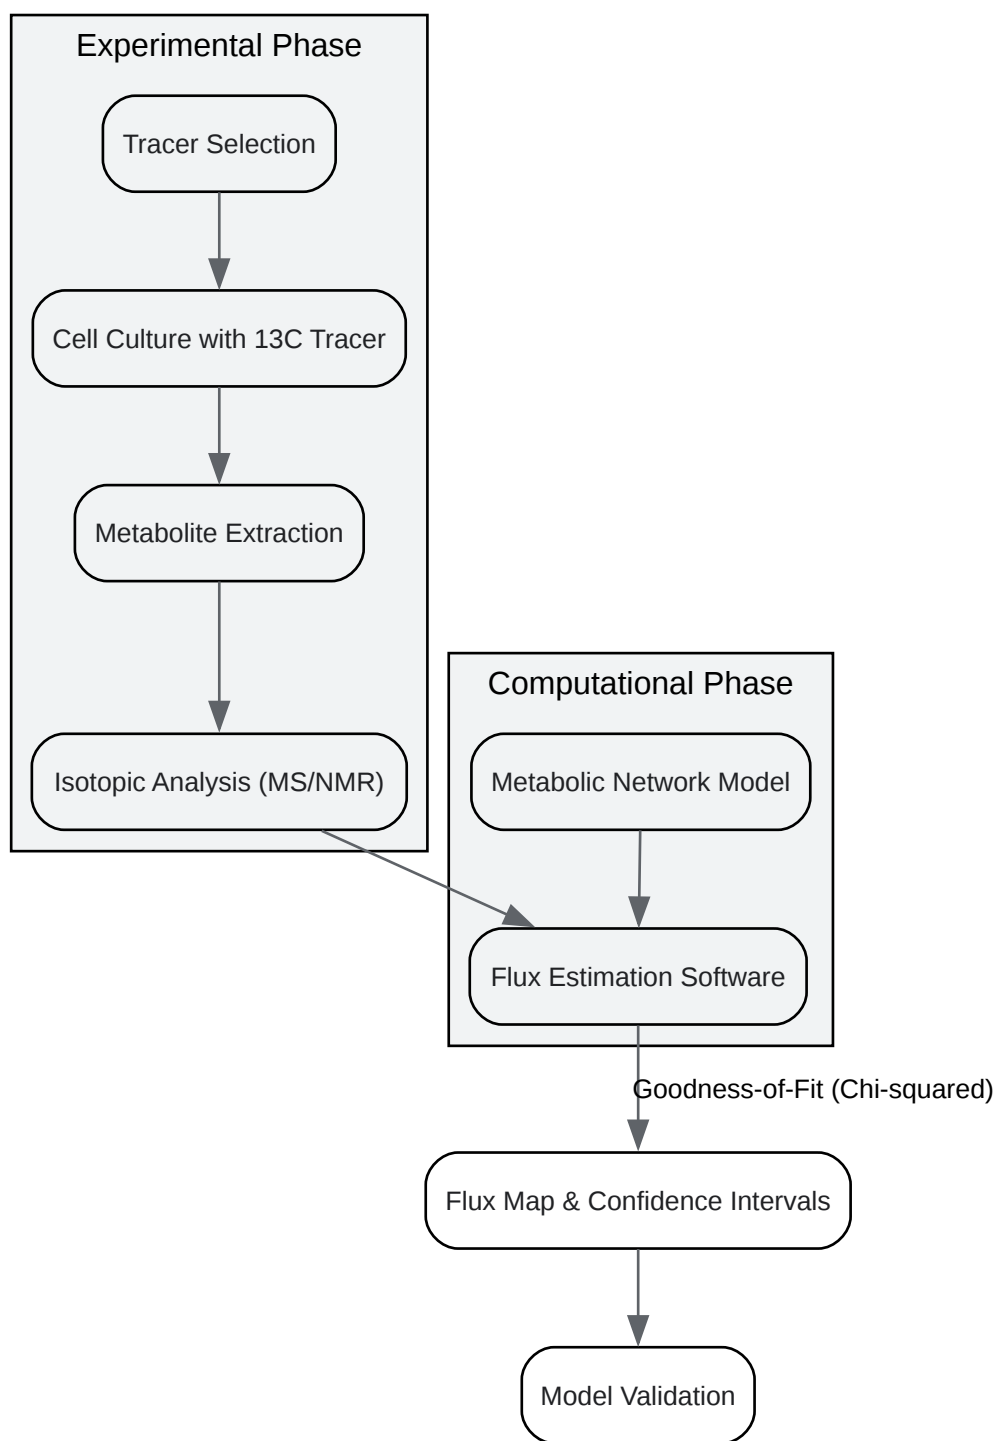 Experimental Phase
Tracer Selection
Cell Culture with 13C Tracer
Metabolite Extraction
Isotopic Analysis (MS/NMR)
Computational Phase
Metabolic Network Model
Flux Estimation Software
Goodness-of-Fit (Chi-squared)
Flux Map & Confidence Intervals
Model Validation